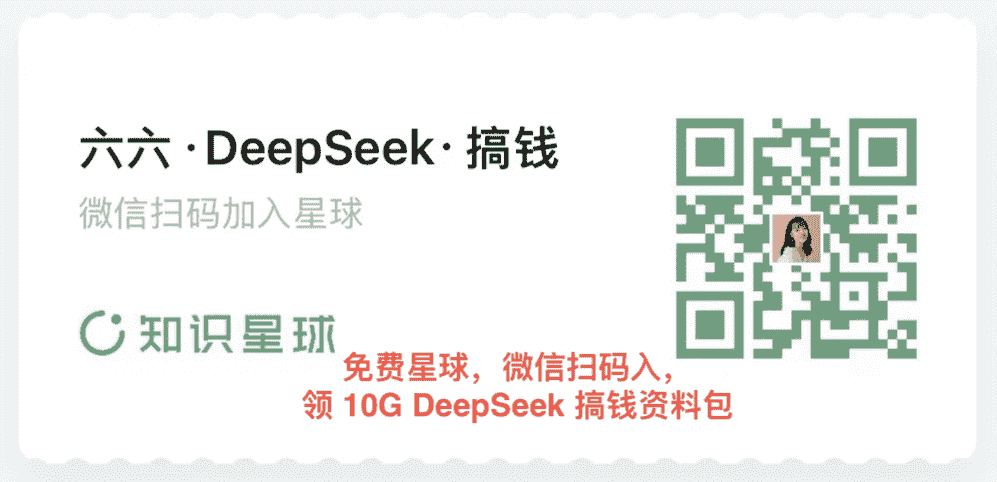 六六 · DeepSeek · 搞钱
微信扫码加入星球
知识星球
免费星球，微信扫码入，
领 10G DeepSeek 搞钱资料包